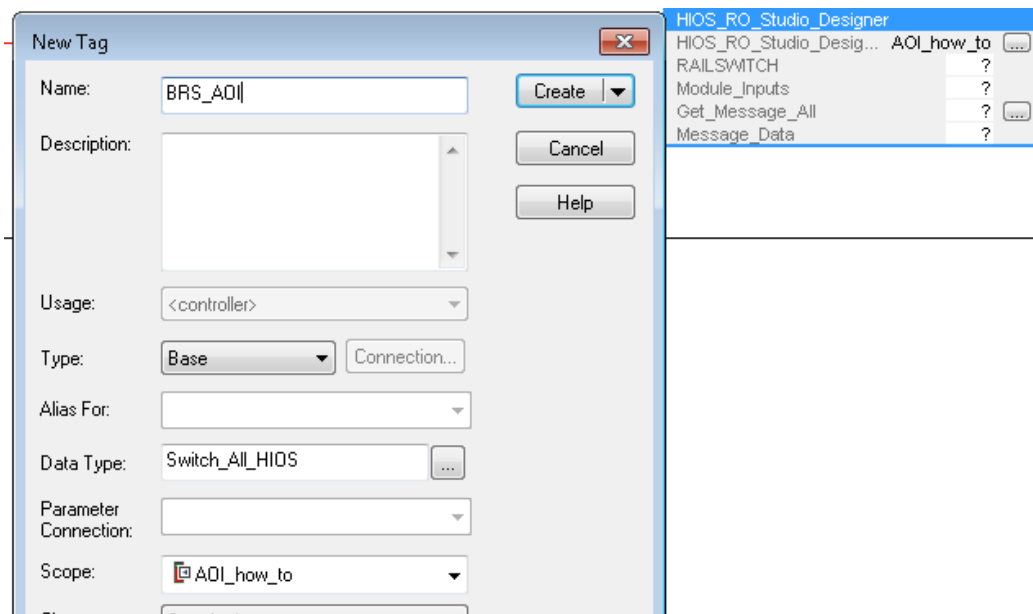 New Tag
Name:
BRS_AOI
Create
Description:
Cancel
Help
Usage:
<controller>
Type:
Base
Connection...
Alias For:
Data Type:
Switch_All_HIOS
...
Parameter
Connection:
Scope:
AOI_how_to
HIOS_RO_Studio_Designer
HIOS_RO_Studio_Desig... AOI_how_to ...
RAILSWITCH ?
Module_Inputs ?
Get_Message_All ? ...
Message_Data ?